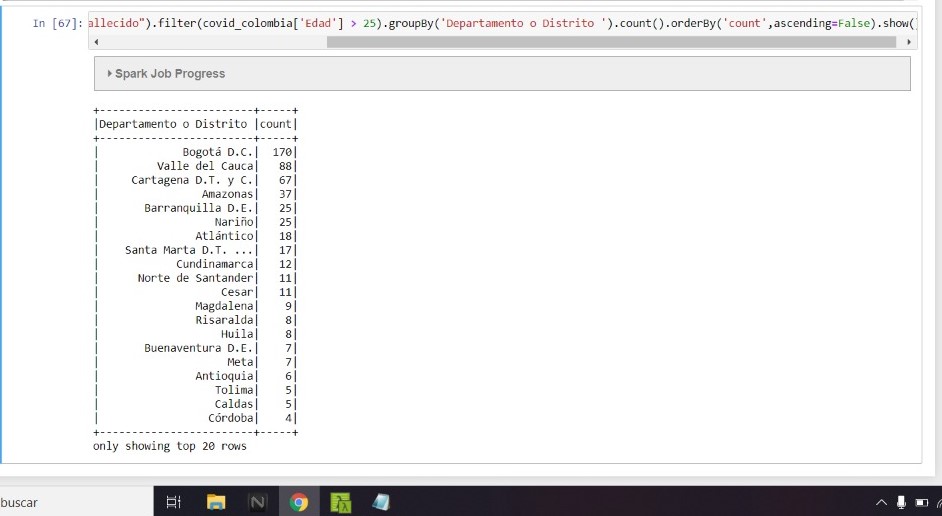 In [67]: allecido").filter(covid_colombia['Edad'] > 25).groupBy('Departamento o Distrito ').count().orderBy('count',ascending=False).show(
Spark Job Progress
+------------------------+-----+
|Departamento o Distrito |count|
+------------------------+-----+
| Bogotá D.C.| 170|
| Valle del Cauca| 88|
| Cartagena D.T. y C.| 67|
| Amazonas| 37|
| Barranquilla D.E.| 25|
| Nariño| 25|
| Atlántico| 18|
| Santa Marta D.T. ...| 17|
| Cundinamarca| 12|
| Norte de Santander| 11|
| Cesar| 11|
| Magdalena| 9|
| Risaralda| 8|
| Huila| 8|
| Buenaventura D.E.| 7|
| Meta| 7|
| Antioquia| 6|
| Tolima| 5|
| Caldas| 5|
| Córdoba| 4|
+------------------------+-----+
only showing top 20 rows
buscar